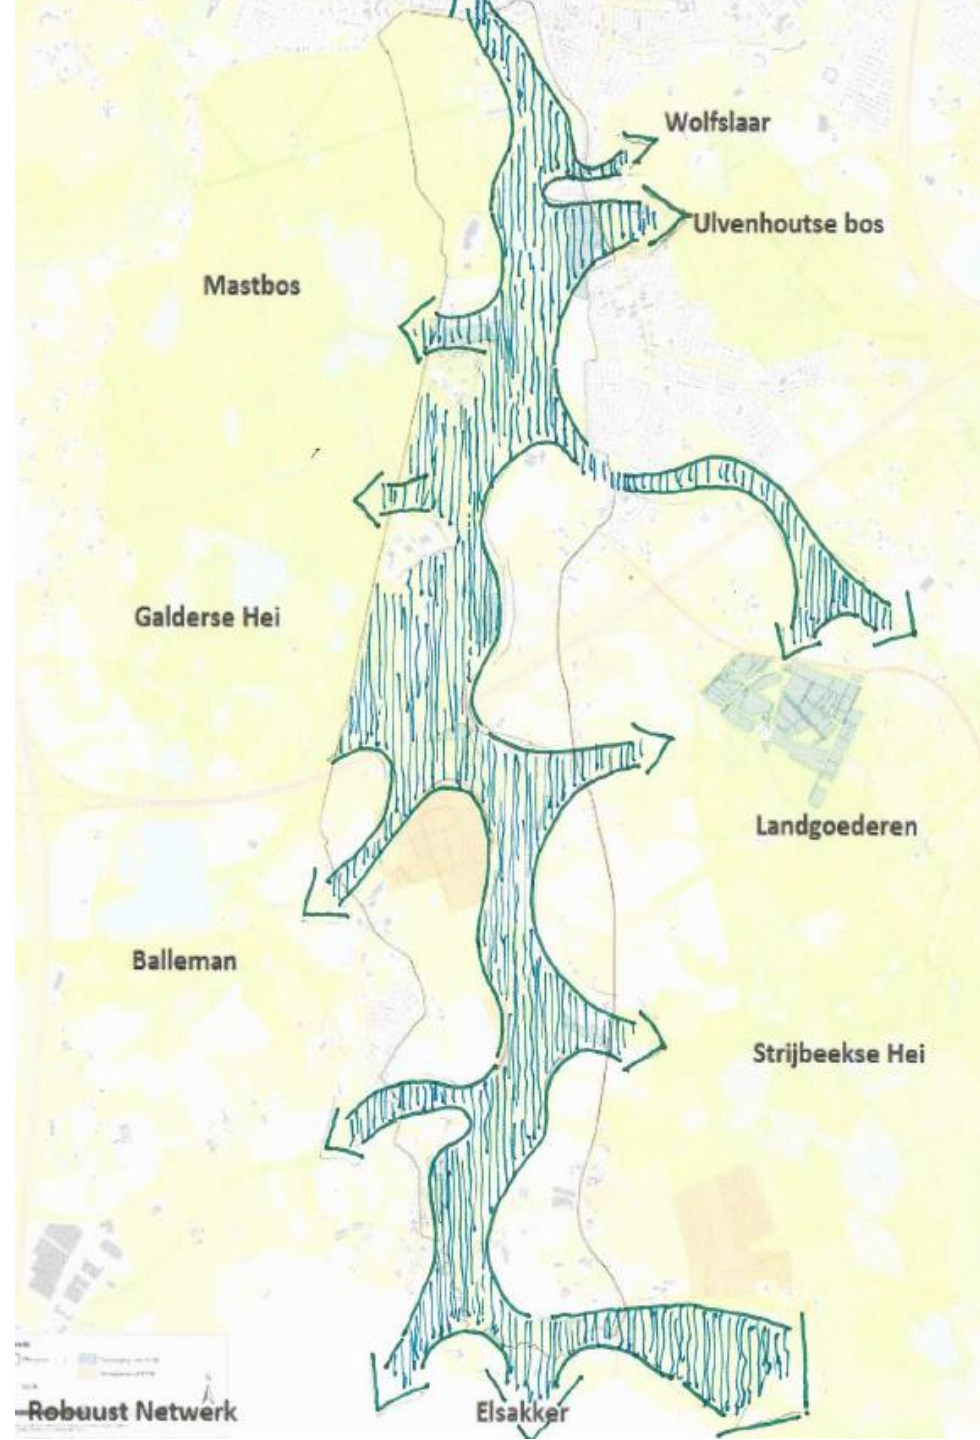 Wolfslaar
Ulvenhoutse bos
Mastbos
Galderse Hei
Landgoederen
Balleman
Strijbeekse Hei
Robuust Netwerk
Elsakker